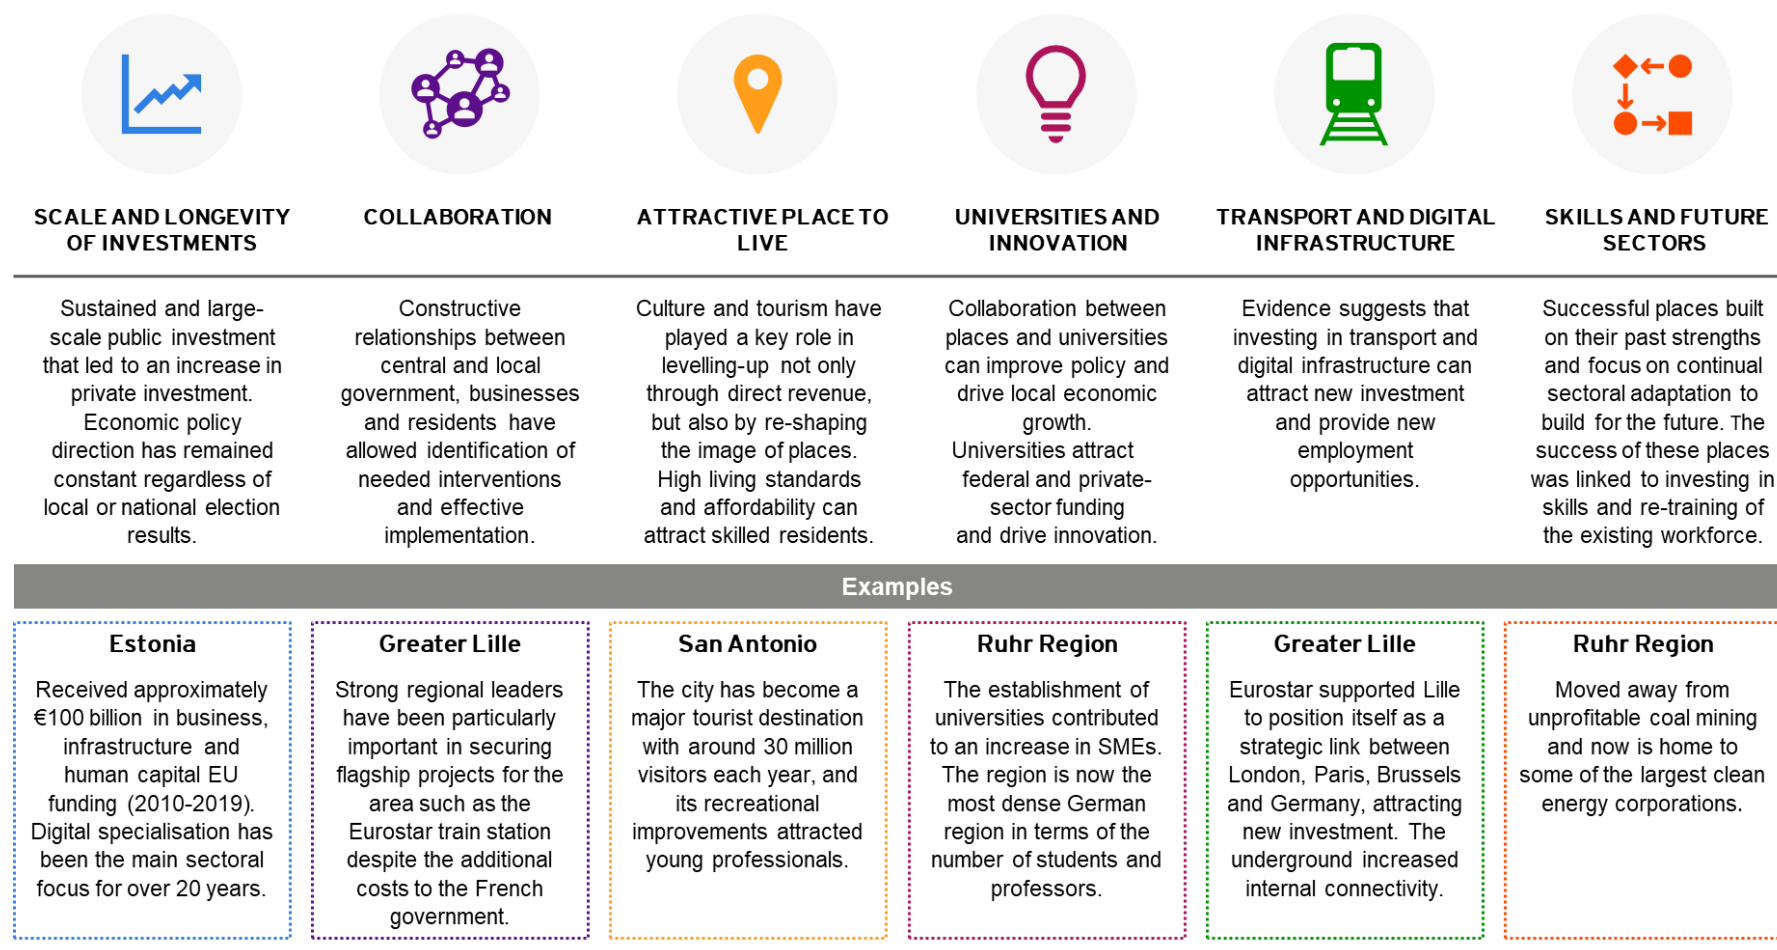 SCALE AND LONGEVITY
OF INVESTMENTS
COLLABORATION
ATTRACTIVE PLACE TO
LIVE
UNIVERSITIES AND
INNOVATION
TRANSPORT AND DIGITAL
INFRASTRUCTURE
SKILLS AND FUTURE
SECTORS
Sustained and large-
scale public investment
that led to an increase in
private investment.
Economic policy
direction has remained
constant regardless of
local or national election
results.
Constructive
relationships between
central and local
government, businesses
and residents have
allowed identification of
needed interventions
and effective
implementation.
Culture and tourism have
played a key role in
levelling-up not only
through direct revenue,
but also by re-shaping
the image of places.
High living standards
and affordability can
attract skilled residents.
Collaboration between
places and universities
can improve policy and
drive local economic
growth.
Universities attract
federal and private-
sector funding
and drive innovation.
Evidence suggests that
investing in transport and
digital infrastructure can
attract new investment
and provide new
employment
opportunities.
Successful places built
on their past strengths
and focus on continual
sectoral adaptation to
build for the future. The
success of these places
was linked to investing in
skills and re-training of
the existing workforce.
Examples
Estonia
Received approximately
€100 billion in business,
infrastructure and
human capital EU
funding (2010-2019).
Digital specialisation has
been the main sectoral
focus for over 20 years.
Greater Lille
Strong regional leaders
have been particularly
important in securing
flagship projects for the
area such as the
Eurostar train station
despite the additional
costs to the French
government.
San Antonio
The city has become a
major tourist destination
with around 30 million
visitors each year, and
its recreational
improvements attracted
young professionals.
Ruhr Region
The establishment of
universities contributed
to an increase in SMEs.
The region is now the
most dense German
region in terms of the
number of students and
professors.
Greater Lille
Eurostar supported Lille
to position itself as a
strategic link between
London, Paris, Brussels
and Germany, attracting
new investment. The
underground increased
internal connectivity.
Ruhr Region
Moved away from
unprofitable coal mining
and now is home to
some of the largest clean
energy corporations.